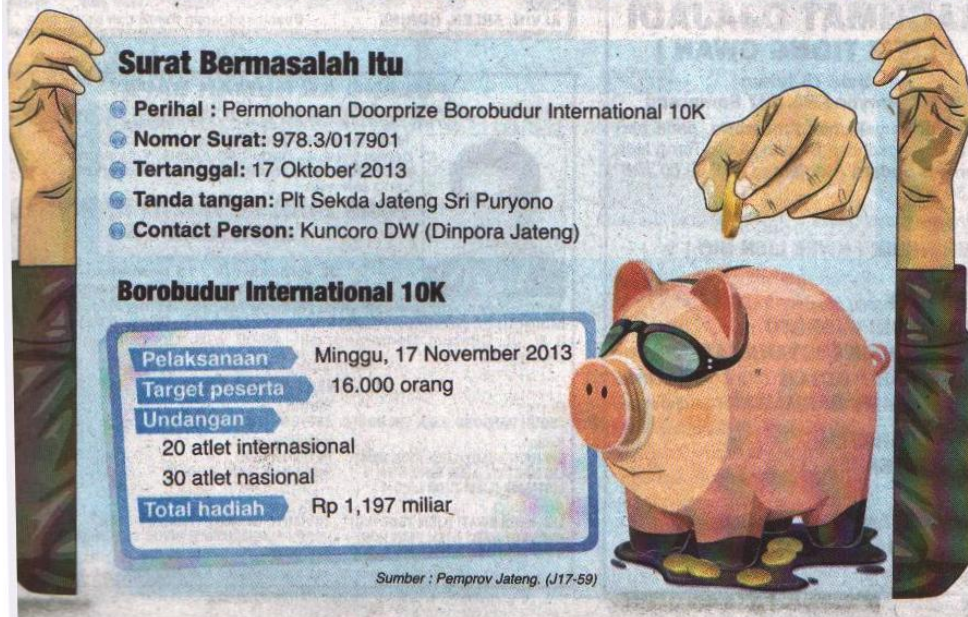 Surat Bermasalah Itu
Perihal : Permohonan Doorprize Borobudur International 10K
Nomor Surat: 978.3/017901
Tertanggal: 17 Oktober 2013
Tanda tangan: Plt Sekda Jateng Sri Puryono
Contact Person: Kuncoro DW (Dinpora Jateng)
Borobudur International 10K
Pelaksanaan Minggu, 17 November 2013
Target peserta 16.000 orang
Undangan
20 atlet internasional
30 atlet nasional
Total hadiah Rp 1,197 miliar
Sumber : Pemprov Jateng. (J17-59)